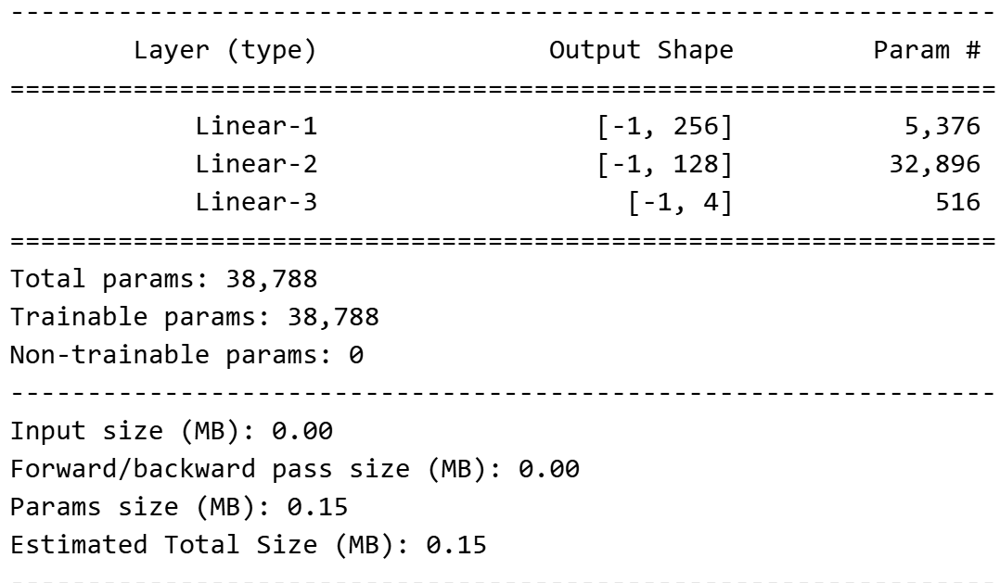 ----------------------------------------------------------------
        Layer (type)               Output Shape         Param #
================================================================
            Linear-1                  [-1, 256]           5,376
            Linear-2                  [-1, 128]          32,896
            Linear-3                    [-1, 4]             516
================================================================
Total params: 38,788
Trainable params: 38,788
Non-trainable params: 0
----------------------------------------------------------------
Input size (MB): 0.00
Forward/backward pass size (MB): 0.00
Params size (MB): 0.15
Estimated Total Size (MB): 0.15
----------------------------------------------------------------